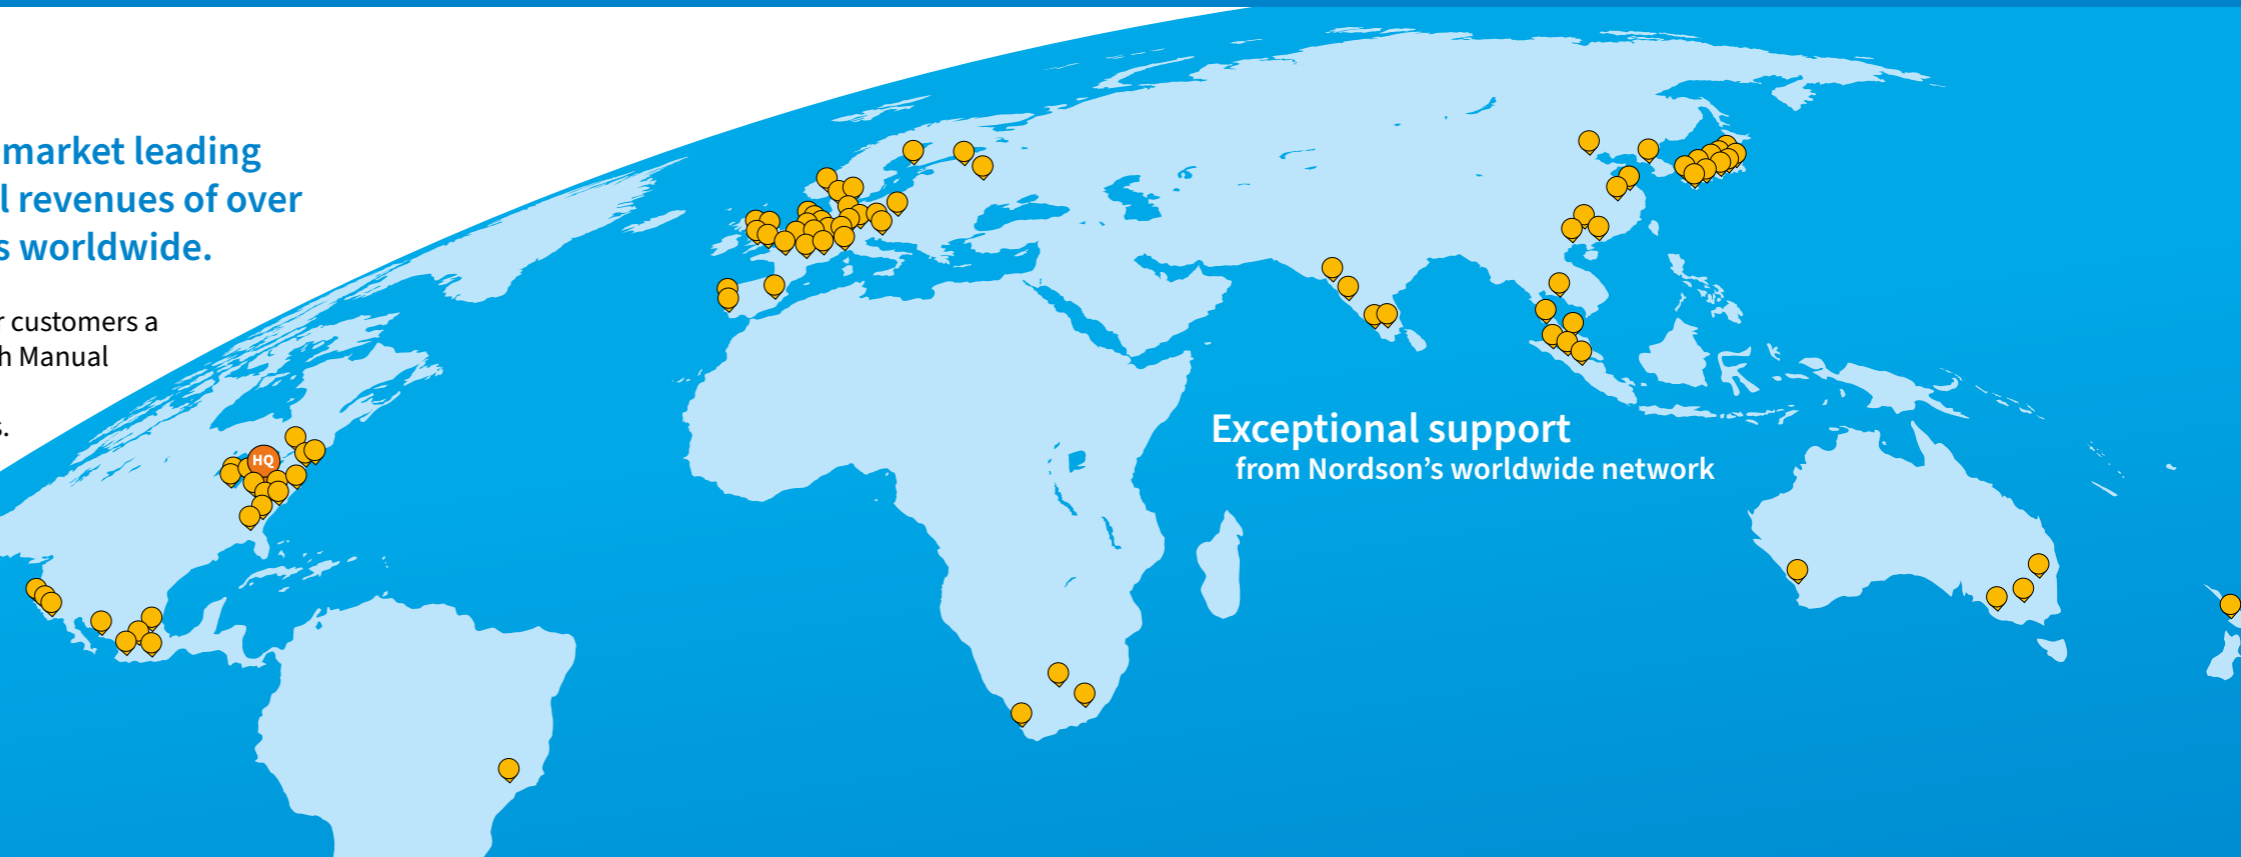 market leading
l revenues of over
s worldwide.
r customers a
h Manual
s.
HQ
Exceptional support
from Nordson’s worldwide network